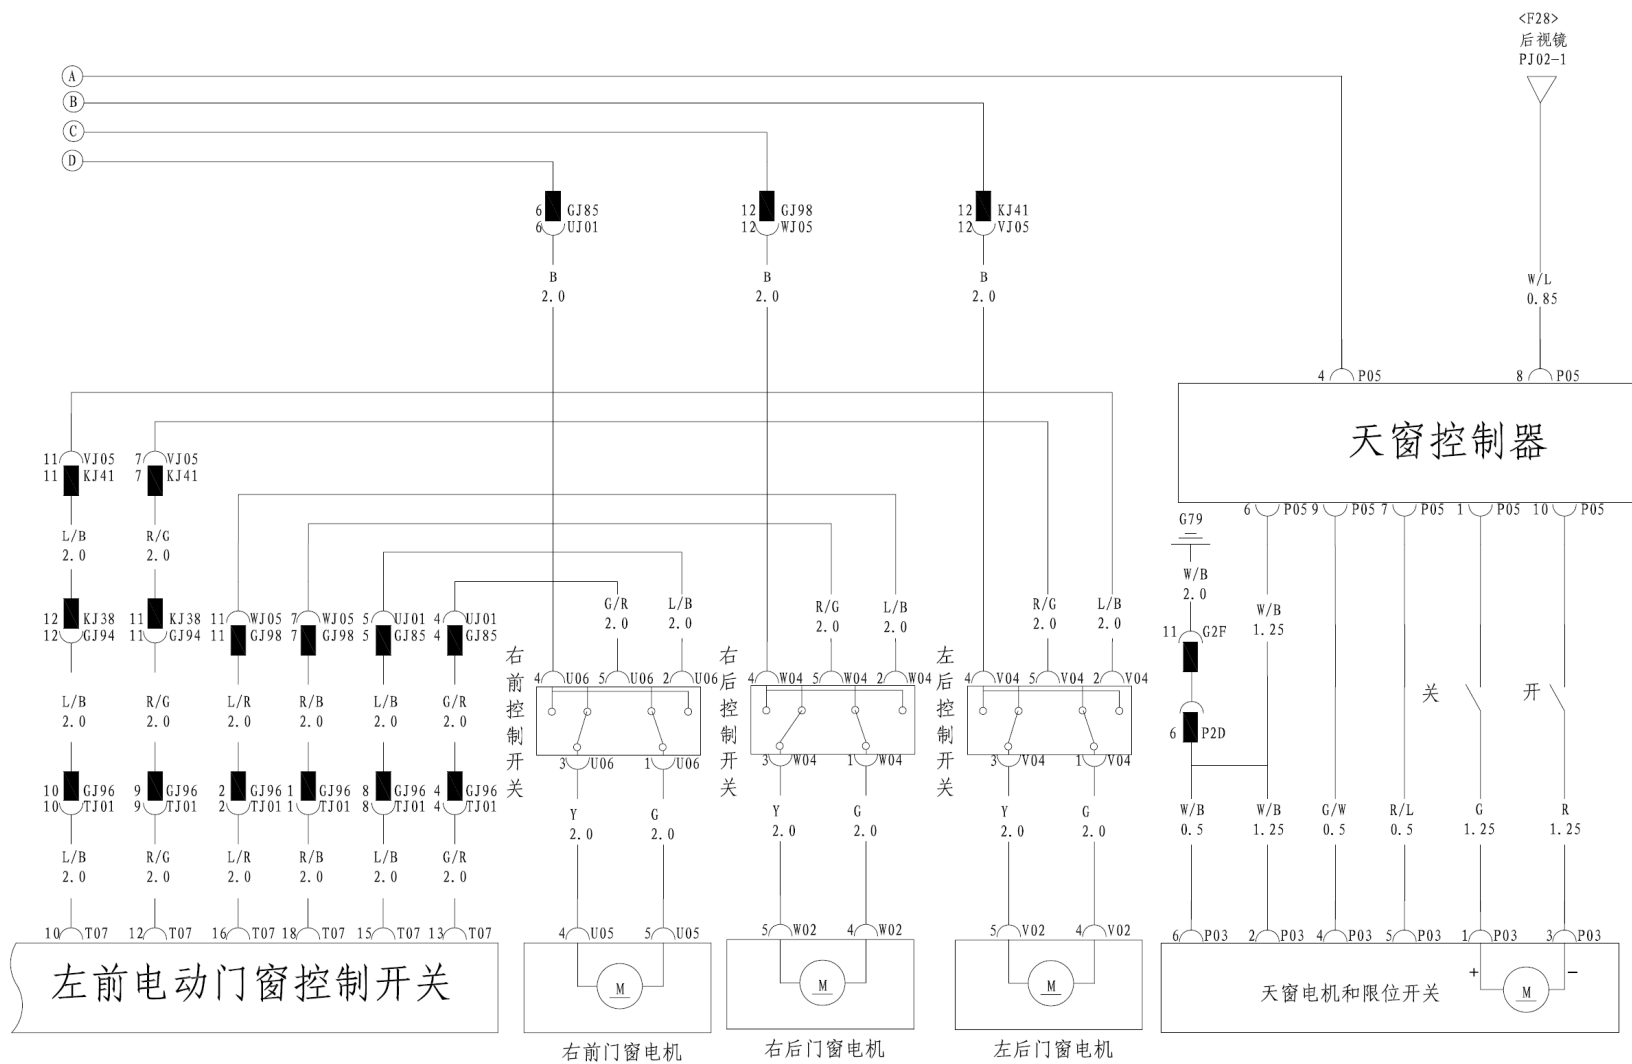 <F28>
后视镜
PJ02-1
A
B
C
D
6 GJ85
6 UJ01
12 GJ98
12 WJ05
12 KJ41
12 VJ05
B
2.0
B
2.0
B
2.0
W/L
0.85
4 P05
8 P05
天窗控制器
6 P05 9 P05 7 P05 1 P05 10 P05
11 VJ05 7 VJ05
11 KJ41 7 KJ41
L/B R/G
2.0 2.0
G79
W/B
2.0
W/B
1.25
12 KJ38 11 KJ38 11 WJ05 7 WJ05 5 UJ01 4 UJ01
12 GJ94 11 GJ94 11 GJ98 7 GJ98 5 GJ85 4 GJ85
G/R L/B R/G L/B R/G L/B
2.0 2.0 2.0 2.0 2.0 2.0
11 G2F
右前控制开关
4 U06 5 U06 2 U06
右后控制开关
4 W04 5 W04 2 W04
左后控制开关
4 V04 5 V04 2 V04
关 开
L/B R/G L/R R/B L/B G/R
2.0 2.0 2.0 2.0 2.0 2.0
6 P2D
3 U06 1 U06 3 W04 1 W04 3 V04 1 V04
10 GJ96 9 GJ96 2 GJ96 1 GJ96 8 GJ96 4 GJ96
10 TJ01 9 TJ01 2 TJ01 1 TJ01 8 TJ01 4 TJ01
Y G Y G Y G
2.0 2.0 2.0 2.0 2.0 2.0
W/B W/B G/W R/L G R
0.5 1.25 0.5 0.5 1.25 1.25
L/B R/G L/R R/B L/B G/R
2.0 2.0 2.0 2.0 2.0 2.0
10 T07 12 T07 16 T07 18 T07 15 T07 13 T07
4 U05 5 U05 5 W02 4 W02 5 V02 4 V02
6 P03 2 P03 4 P03 5 P03 1 P03 3 P03
左前电动门窗控制开关
M
M
M
天窗电机和限位开关
+ M −
右前门窗电机
右后门窗电机
左后门窗电机